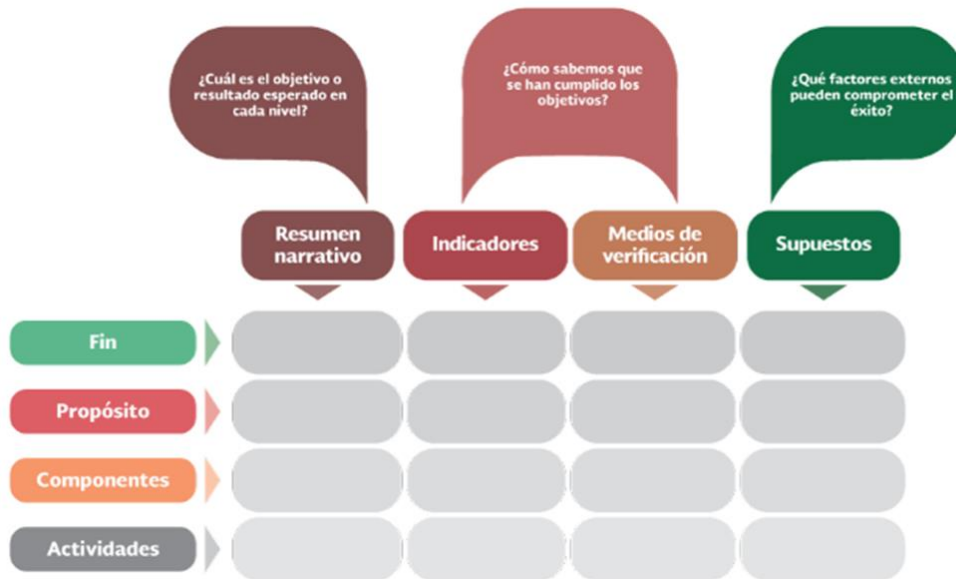 ¿Cuál es el objetivo o
resultado esperado en
cada nivel?
¿Cómo sabemos que
se han cumplido los
objetivos?
¿Qué factores externos
pueden comprometer el
éxito?
Resumen
narrativo
Indicadores
Medios de
verificación
Supuestos
Fin
Propósito
Componentes
Actividades